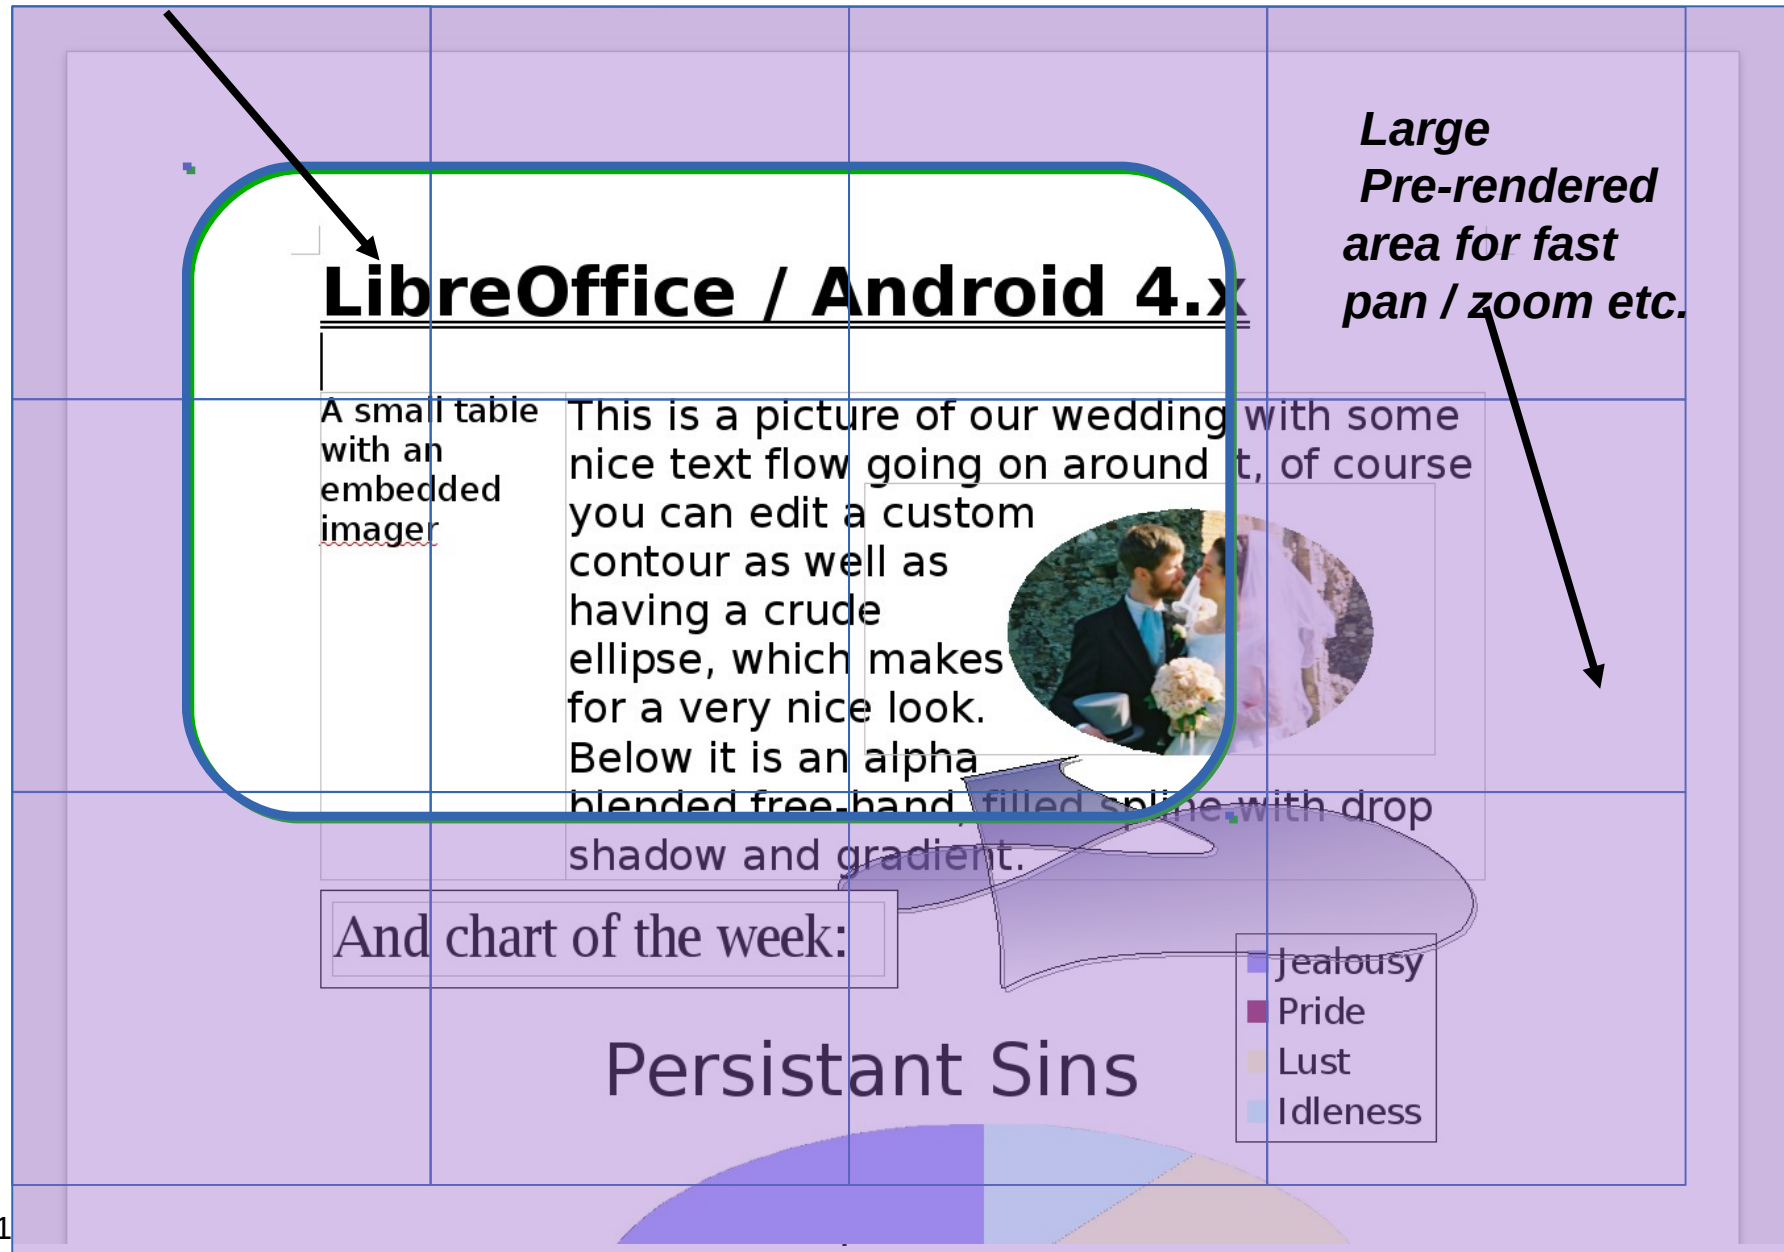 Large
Pre-rendered
area for fast
pan / zoom etc.
LibreOffice / Android 4.x
A small table
with an
embedded
imager
This is a picture of our wedding with some
nice text flow going on around it, of course
you can edit a custom
contour as well as
having a crude
ellipse, which makes
for a very nice look.
Below it is an alpha
blended free-hand, filled spline with drop
shadow and gradient.
And chart of the week:
Jealousy
Pride
Lust
Idleness
Persistant Sins
1